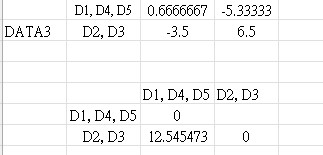 D1, D4, D5 0.6666667 -5.33333
DATA3 D2, D3 -3.5 6.5
D1, D4, D5 D2, D3
D1, D4, D5 0
D2, D3 12.545473 0